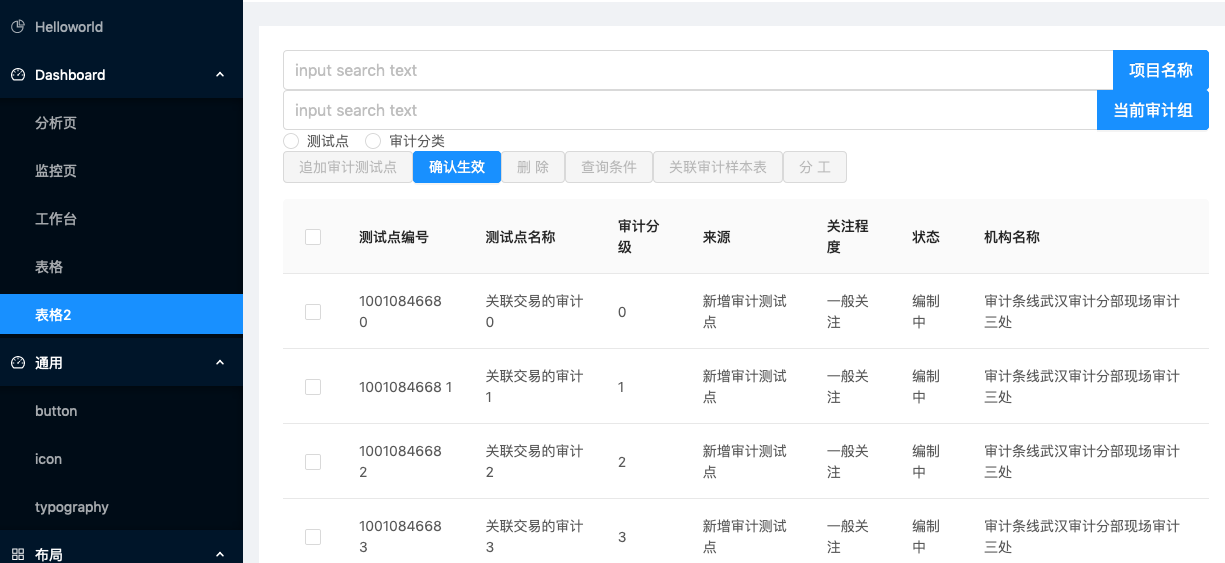 Helloworld
Dashboard
分析页
监控页
工作台
表格
表格2
通用
button
icon
typography
布局
input search text
项目名称
input search text
当前审计组
测试点 审计分类
追加审计测试点 确认生效 删 除 查询条件 关联审计样本表 分 工
测试点编号 测试点名称 审计分 来源 关注程 状态 机构名称
级 度
1001084668 关联交易的审计 0 新增审计测试 一般关 编制 审计条线武汉审计分部现场审计
0 0 点 注 中 三处
1001084668 1 关联交易的审计 1 新增审计测试 一般关 编制 审计条线武汉审计分部现场审计
1 点 注 中 三处
1001084668 关联交易的审计 2 新增审计测试 一般关 编制 审计条线武汉审计分部现场审计
2 2 点 注 中 三处
1001084668 关联交易的审计 3 新增审计测试 一般关 编制 审计条线武汉审计分部现场审计
3 3 点 注 中 三处